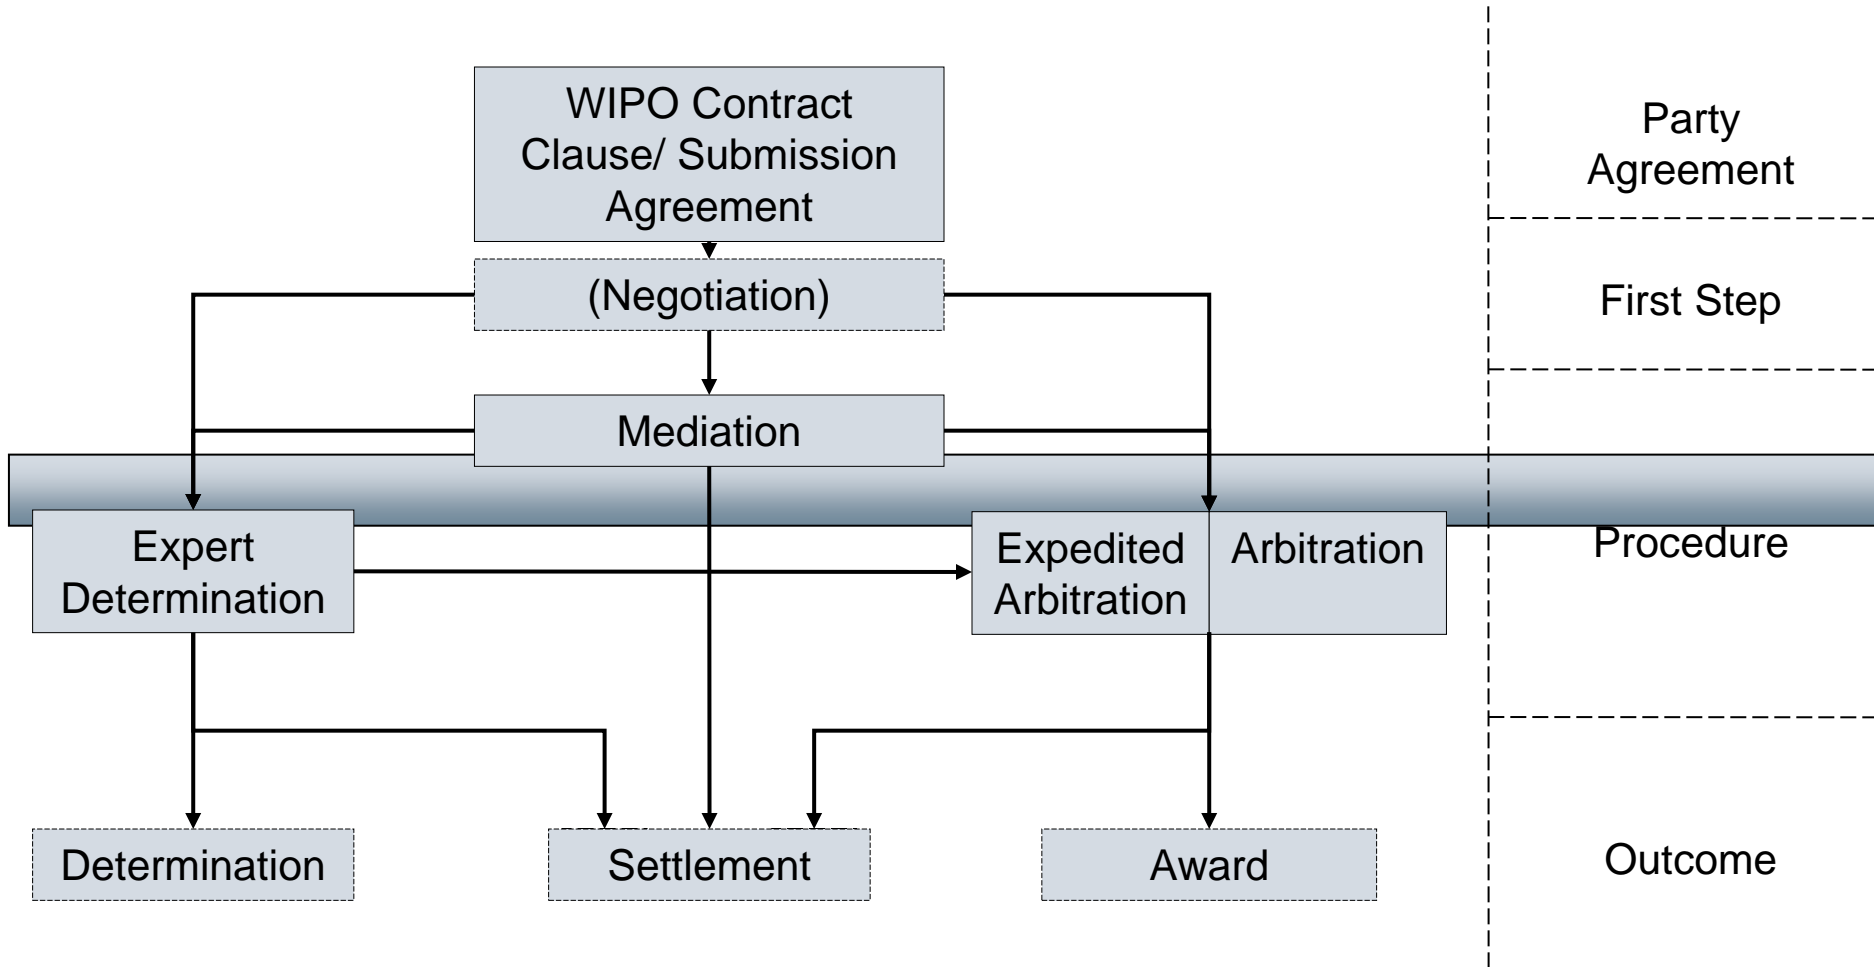 WIPO Contract
Clause/ Submission
Agreement
Party
Agreement
(Negotiation)
First Step
Mediation
Expert
Determination
Expedited
Arbitration
Arbitration
Procedure
Determination
Settlement
Award
Outcome